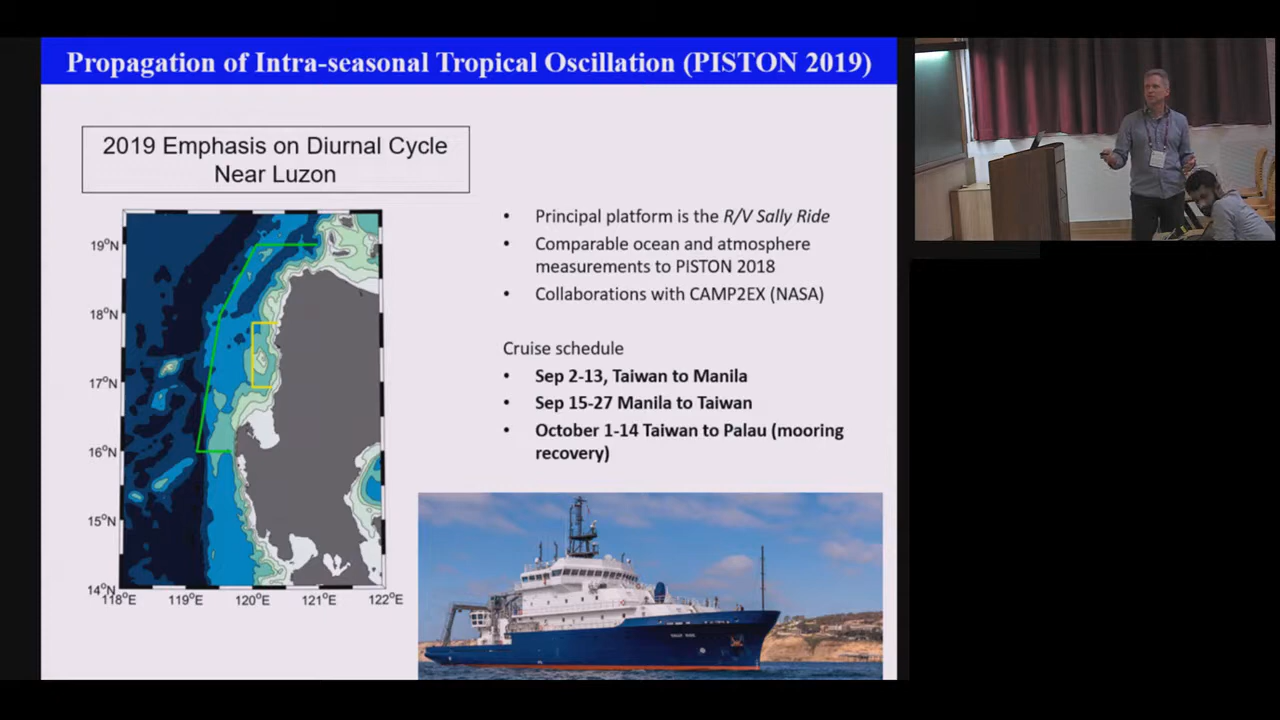 Propagation of Intra-seasonal Tropical Oscillation (PISTON 2019)
2019 Emphasis on Diurnal Cycle
Near Luzon
• Principal platform is the R/V Sally Ride
• Comparable ocean and atmosphere
measurements to PISTON 2018
• Collaborations with CAMP2EX (NASA)
Cruise schedule
• Sep 2-13, Taiwan to Manila
• Sep 15-27 Manila to Taiwan
• October 1-14 Taiwan to Palau (mooring
recovery)
19°N
18°N
17°N
16°N
15°N
14°N
118°E 119°E 120°E 121°E 122°E